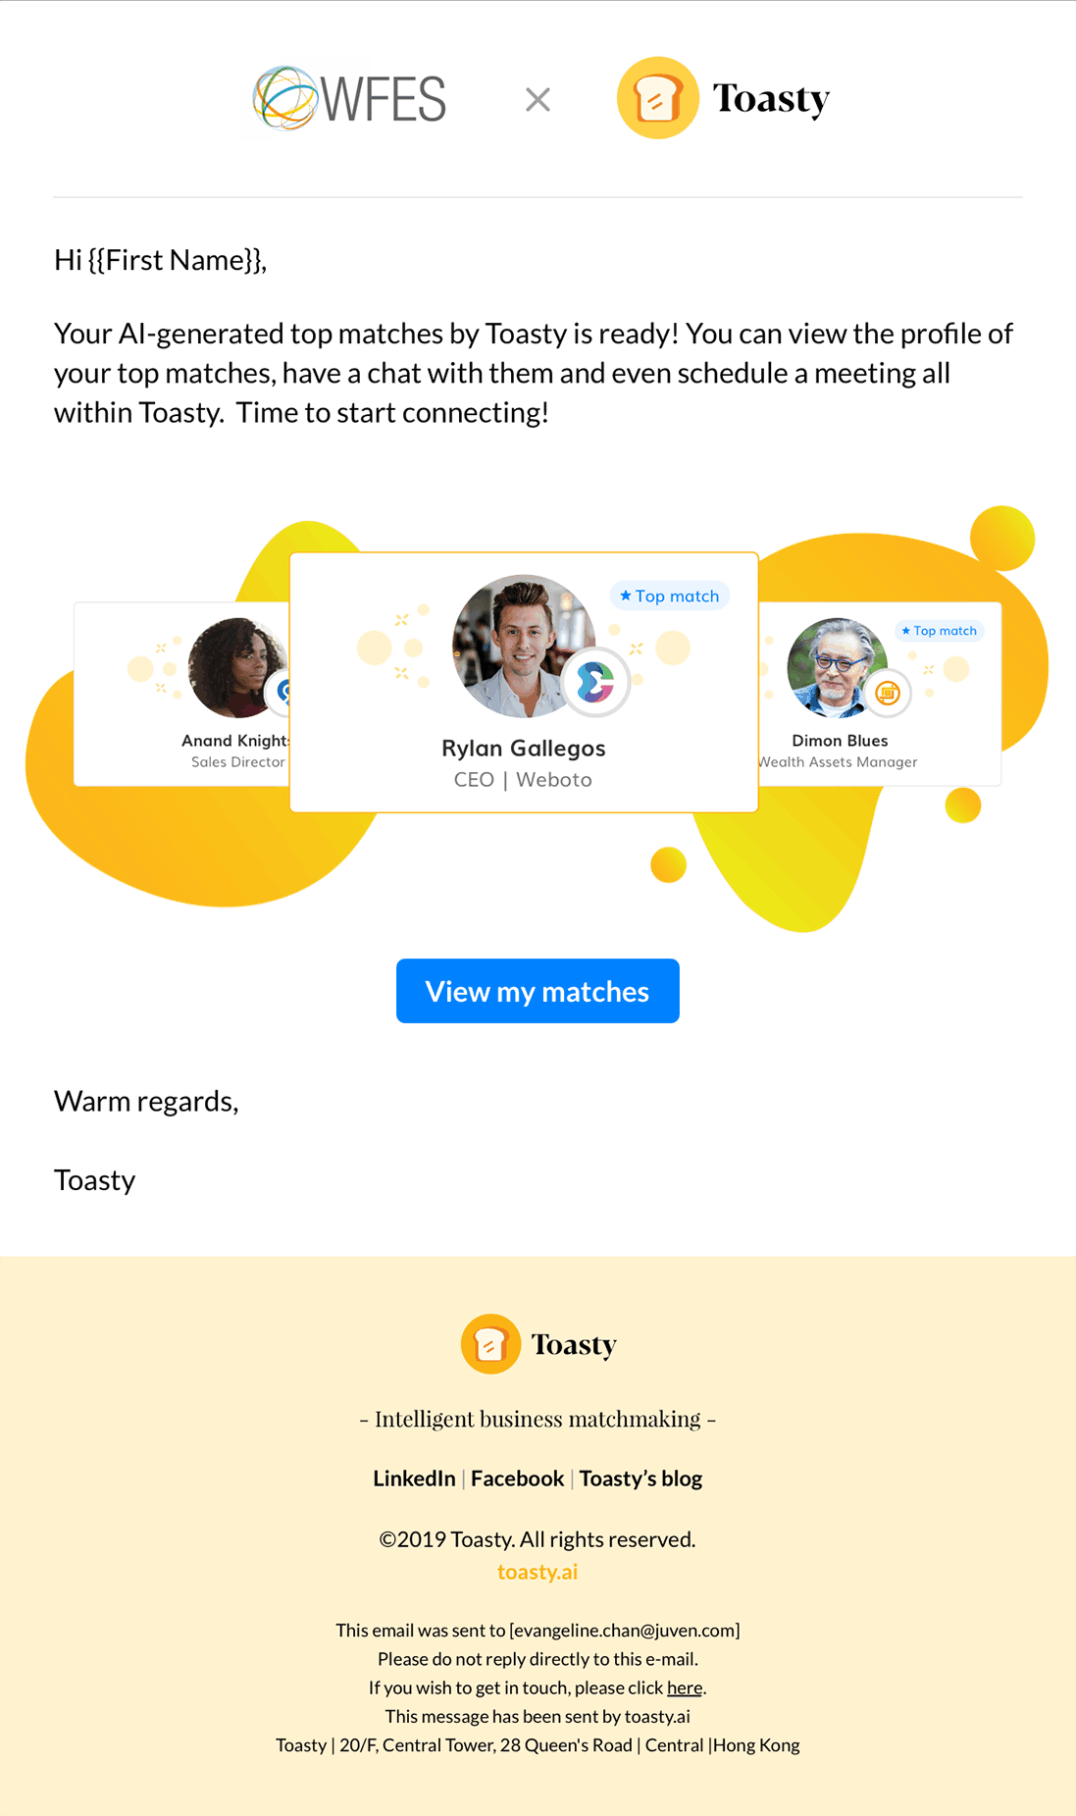 WFES
Toasty
Hi {{First Name}},
Your AI-generated top matches by Toasty is ready! You can view the profile of
your top matches, have a chat with them and even schedule a meeting all
within Toasty. Time to start connecting!
Anand Knights
Sales Director
★ Top match
Rylan Gallegos
CEO | Weboto
★ Top match
Dimon Blues
Wealth Assets Manager
View my matches
Warm regards,
Toasty
Toasty
- Intelligent business matchmaking -
LinkedIn | Facebook | Toasty’s blog
©2019 Toasty. All rights reserved.
toasty.ai
This email was sent to [evangeline.chan@juven.com]
Please do not reply directly to this e-mail.
If you wish to get in touch, please click here.
This message has been sent by toasty.ai
Toasty | 20/F, Central Tower, 28 Queen's Road | Central |Hong Kong